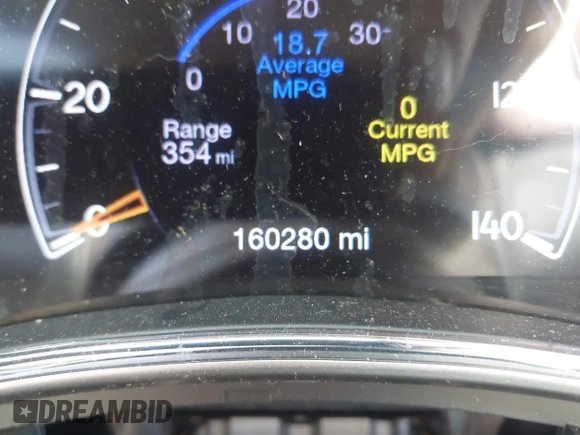 20
10 30
18.7
0 Average
MPG
20 12
0
Range Current
354 mi MPG
0
160280 mi 140
DREAMBID